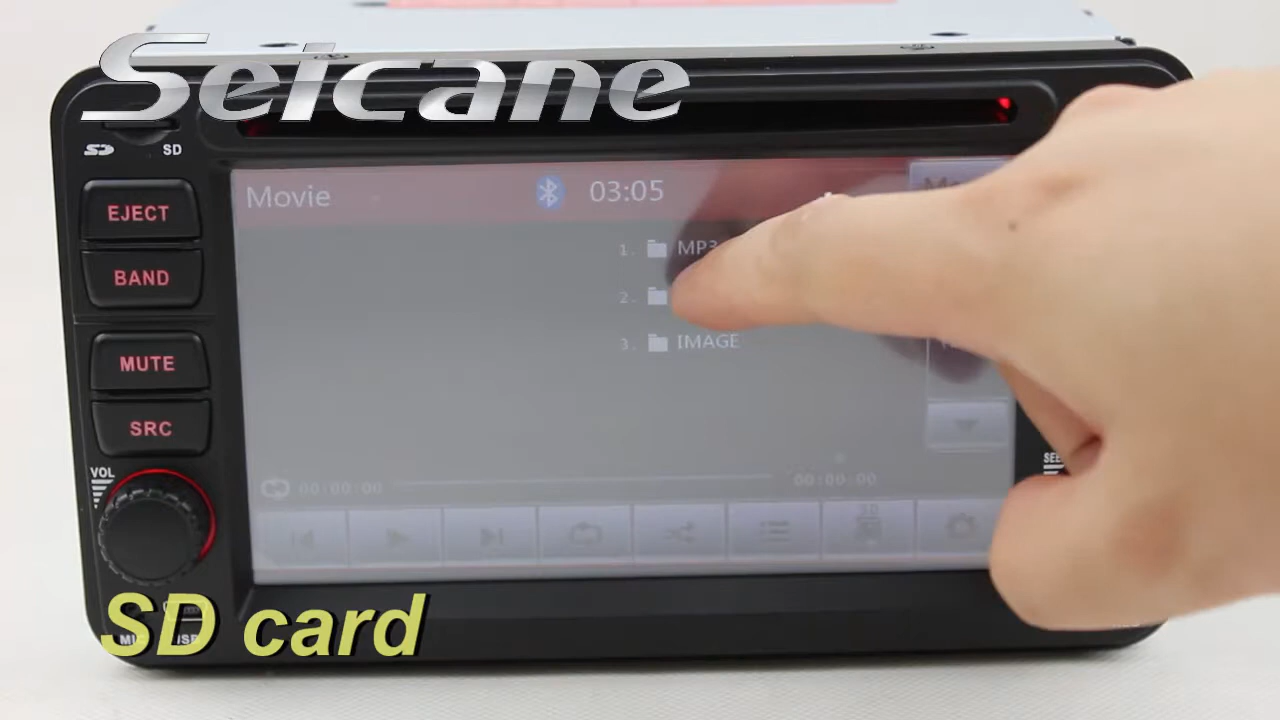 Seicane
SD
SD
EJECT
Movie
03:05
BAND
1. MP3
2.
3. IMAGE
MUTE
SRC
VOL
00:00:00
00:00:00
SD card